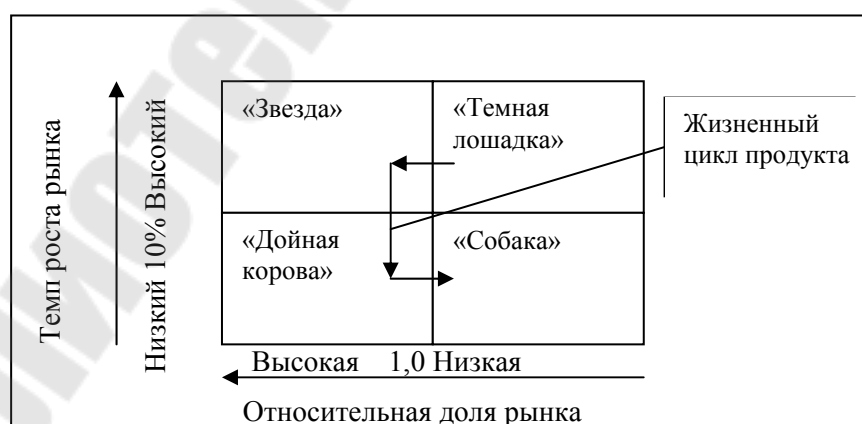 «Звезда»
«Темная
лошадка»
Жизненный
цикл продукта
«Дойная
корова»
«Собака»
Темп роста рынка
Низкий 10% Высокий
Высокая 1,0 Низкая
Относительная доля рынка